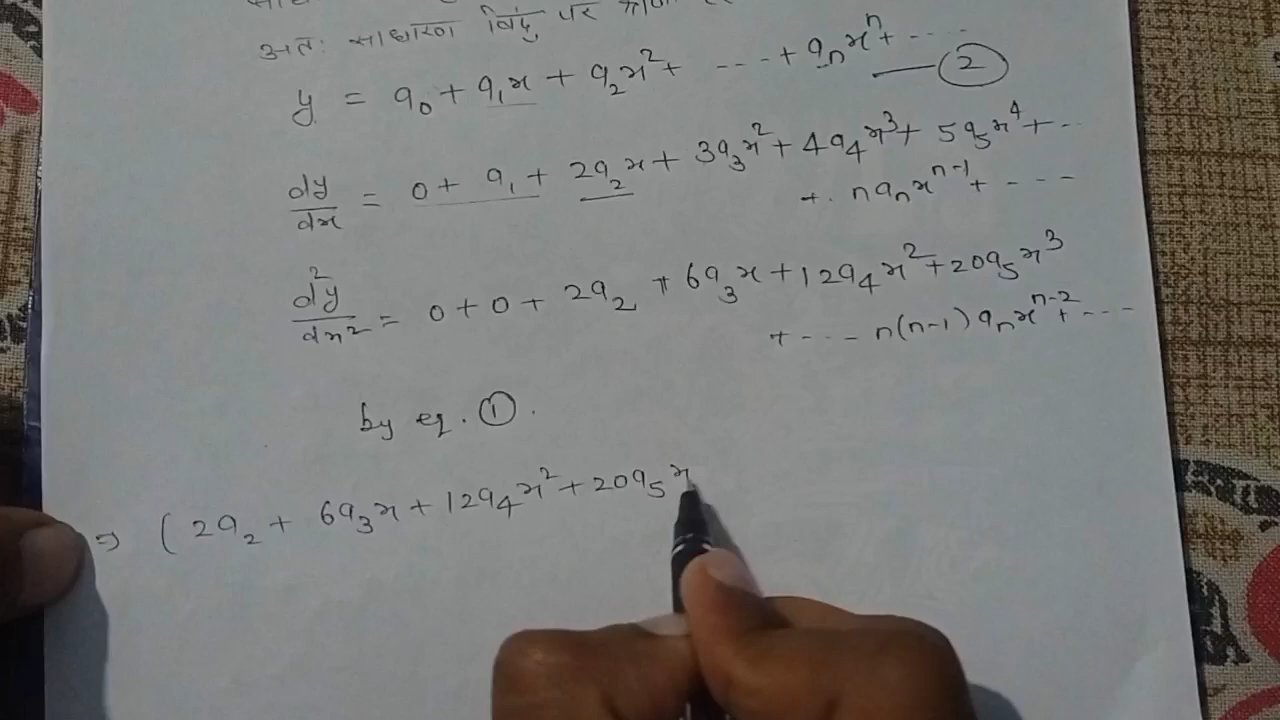 अतः साधारण बिंदु पर
y = a₀ + a₁x + a₂x² + - - - + aₙxⁿ + - - - - ——— ②
dy/dx = 0 + a₁ + 2a₂x + 3a₃x² + 4a₄x³ + 5a₅x⁴ + - -
+ . naₙxⁿ⁻¹ + - - - -
d²y/dx² = 0 + 0 + 2a₂ + 6a₃x + 12a₄x² + 20a₅x³
+ - - - n(n-1) aₙxⁿ⁻² + - - -
by eq. ①.
⇒ (2a₂ + 6a₃x + 12a₄x² + 20a₅x